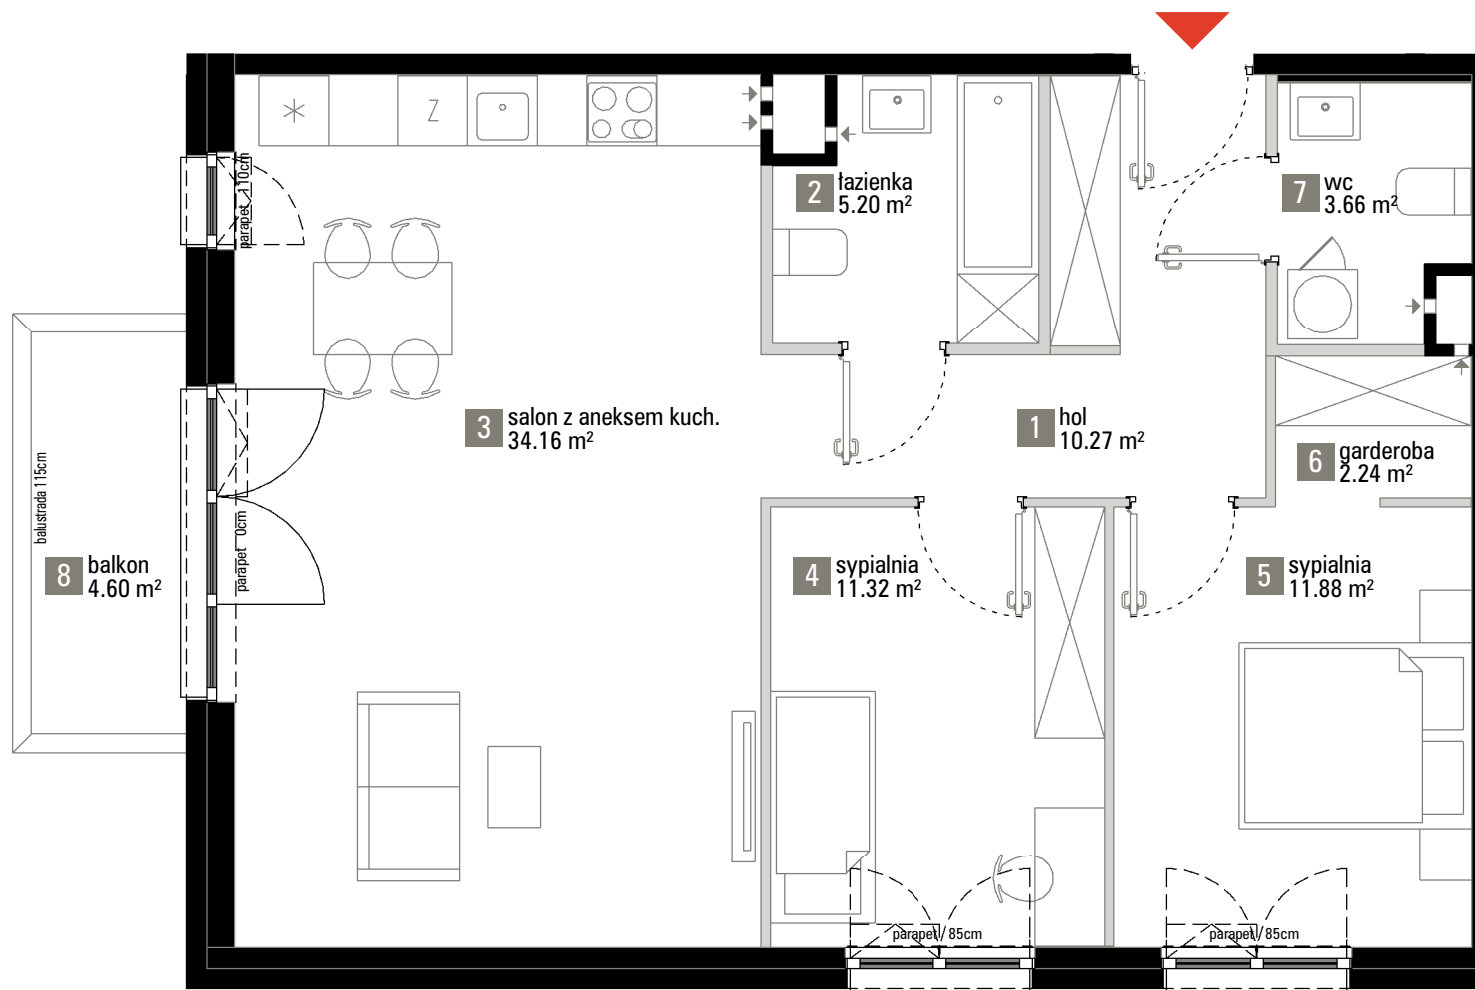 Z
parapet 110cm
2 łazienka
5.20 m²
7 wc
3.66 m²
3 salon z aneksem kuch.
34.16 m²
1 hol
10.27 m²
6 garderoba
2.24 m²
balustrada 115cm
parapet 0cm
8 balkon
4.60 m²
4 sypialnia
11.32 m²
5 sypialnia
11.88 m²
parapet / 85cm
parapet / 85cm